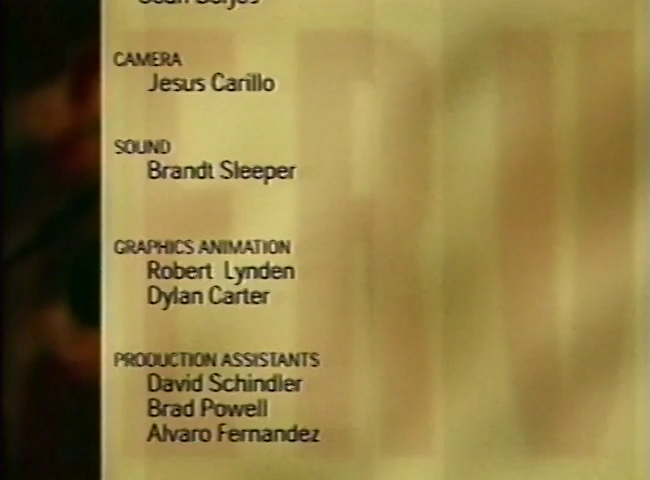 CAMERA
Jesus Carillo
SOUND
Brandt Sleeper
GRAPHICS ANIMATION
Robert Lynden
Dylan Carter
PRODUCTION ASSISTANTS
David Schindler
Brad Powell
Alvaro Fernandez